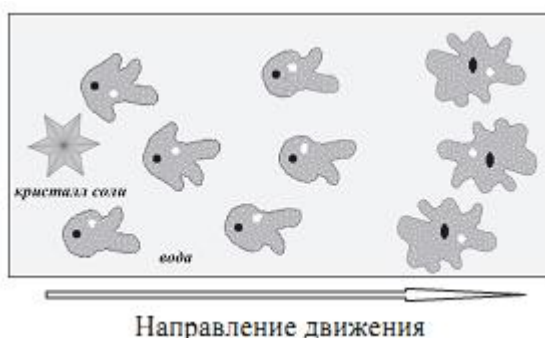 кристалл соли
вода
Направление движения